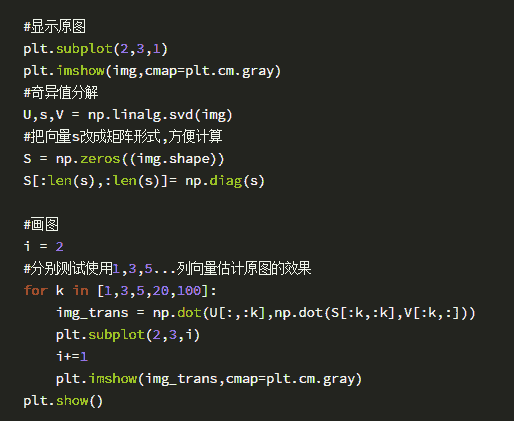 #显示原图
plt.subplot(2,3,1)
plt.imshow(img,cmap=plt.cm.gray)
#奇异值分解
U,s,V = np.linalg.svd(img)
#把向量s改成矩阵形式,方便计算
S = np.zeros((img.shape))
S[:len(s),:len(s)]= np.diag(s)

#画图
i = 2
#分别测试使用1,3,5...列向量估计原图的效果
for k in [1,3,5,20,100]:
    img_trans = np.dot(U[:,:k],np.dot(S[:k,:k],V[:k,:]))
    plt.subplot(2,3,i)
    i+=1
    plt.imshow(img_trans,cmap=plt.cm.gray)
plt.show()